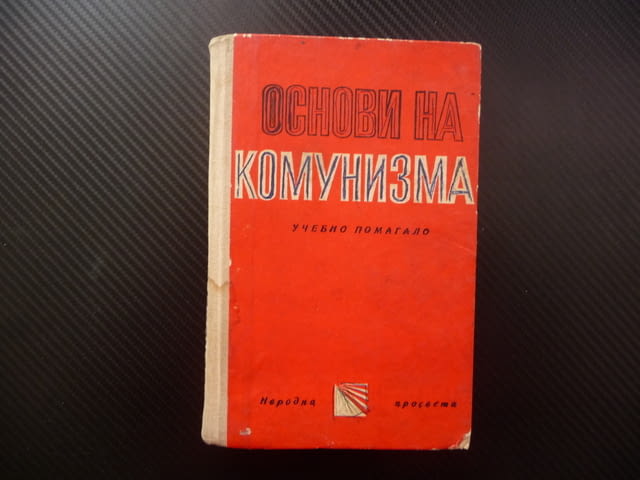 ОСНОВИ НА
КОМУНИЗМА
УЧЕБНО ПОМАГАЛО
Народна просвета